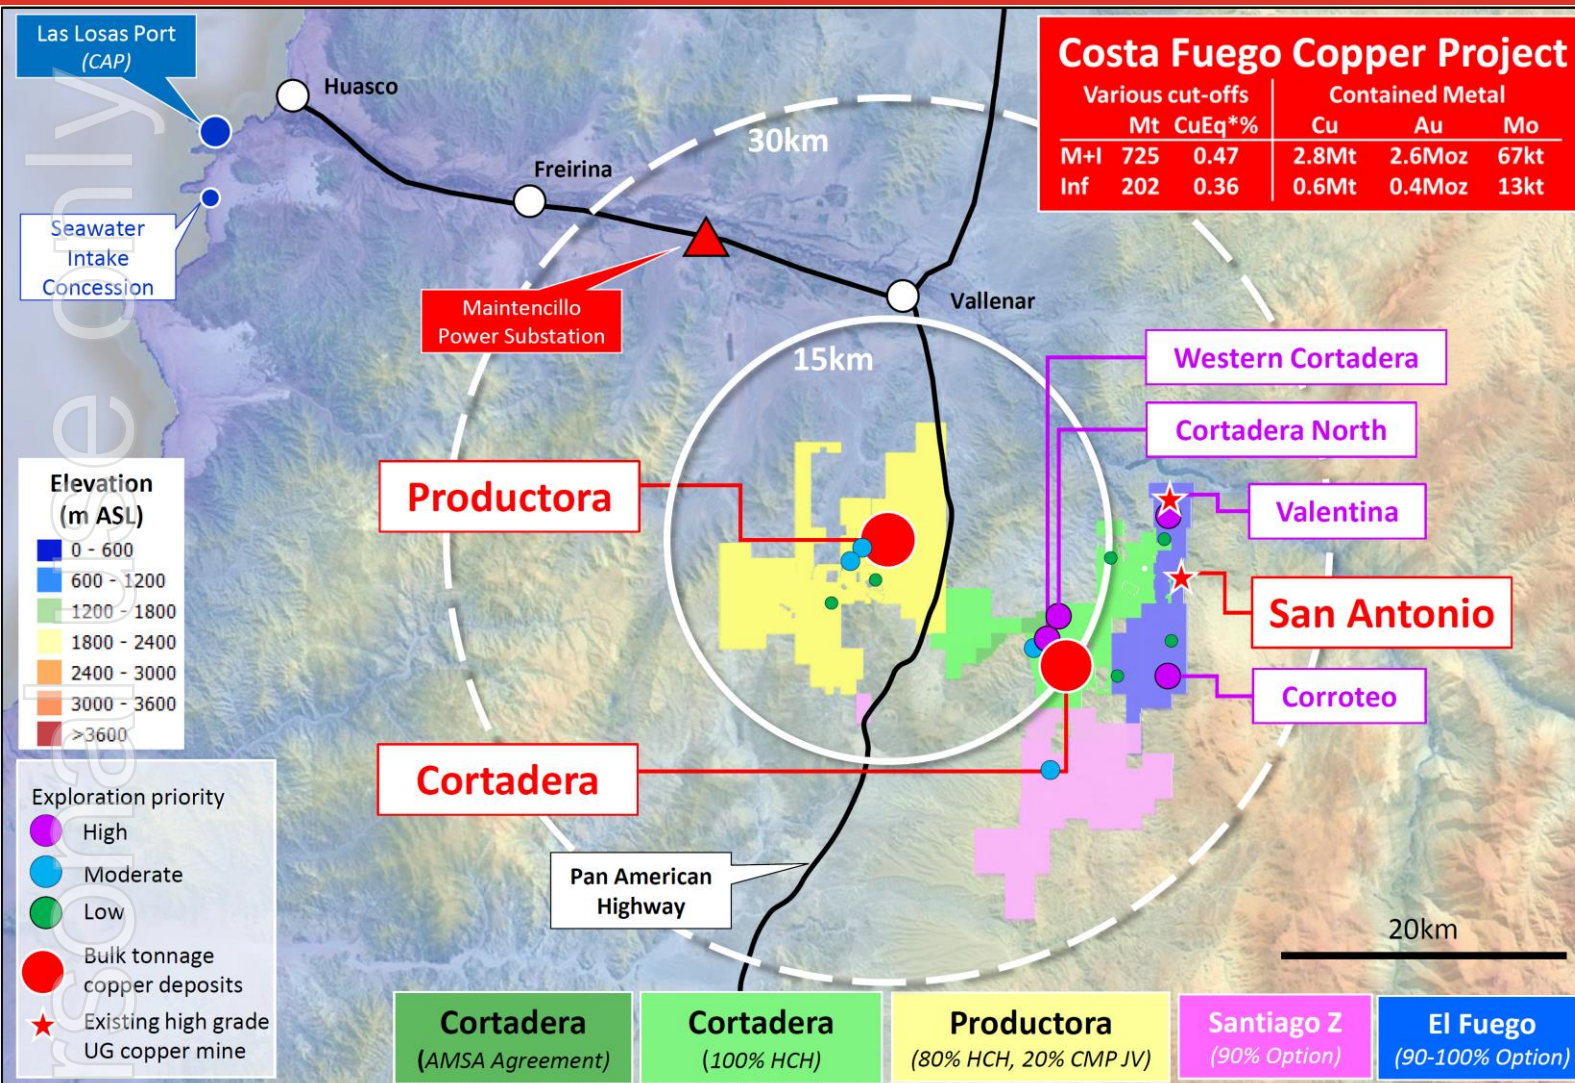 Las Losas Port
(CAP)
Huasco
Seawater
Intake
Concession
Freirina
Maintencillo
Power Substation
Vallenar
30km
15km
Costa Fuego Copper Project
Various cut-offs Contained Metal
Mt CuEq*% Cu Au Mo
M+I 725 0.47 2.8Mt 2.6Moz 67kt
Inf 202 0.36 0.6Mt 0.4Moz 13kt
Western Cortadera
Cortadera North
Valentina
San Antonio
Corroteo
Productora
Cortadera
Pan American
Highway
Elevation
(m ASL)
0 - 600
600 - 1200
1200 - 1800
1800 - 2400
2400 - 3000
3000 - 3600
>3600
Exploration priority
High
Moderate
Low
Bulk tonnage
copper deposits
Existing high grade
UG copper mine
20km
Cortadera
(AMSA Agreement)
Cortadera
(100% HCH)
Productora
(80% HCH, 20% CMP JV)
Santiago Z
(90% Option)
El Fuego
(90-100% Option)
rsonal use only